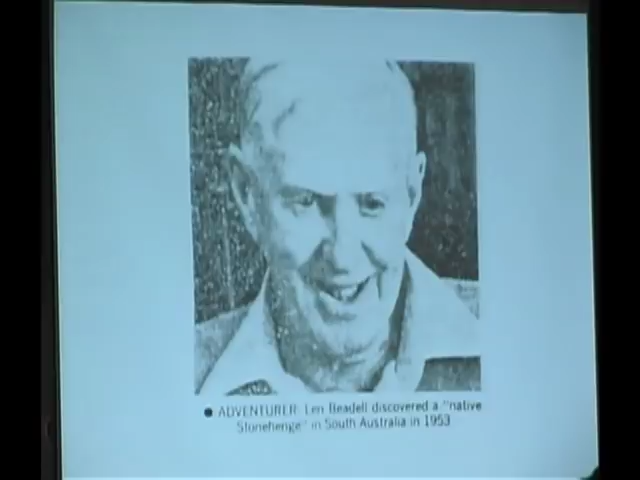 ● ADVENTURER: Len Beadell discovered a "native
Stonehenge" in South Australia in 1953